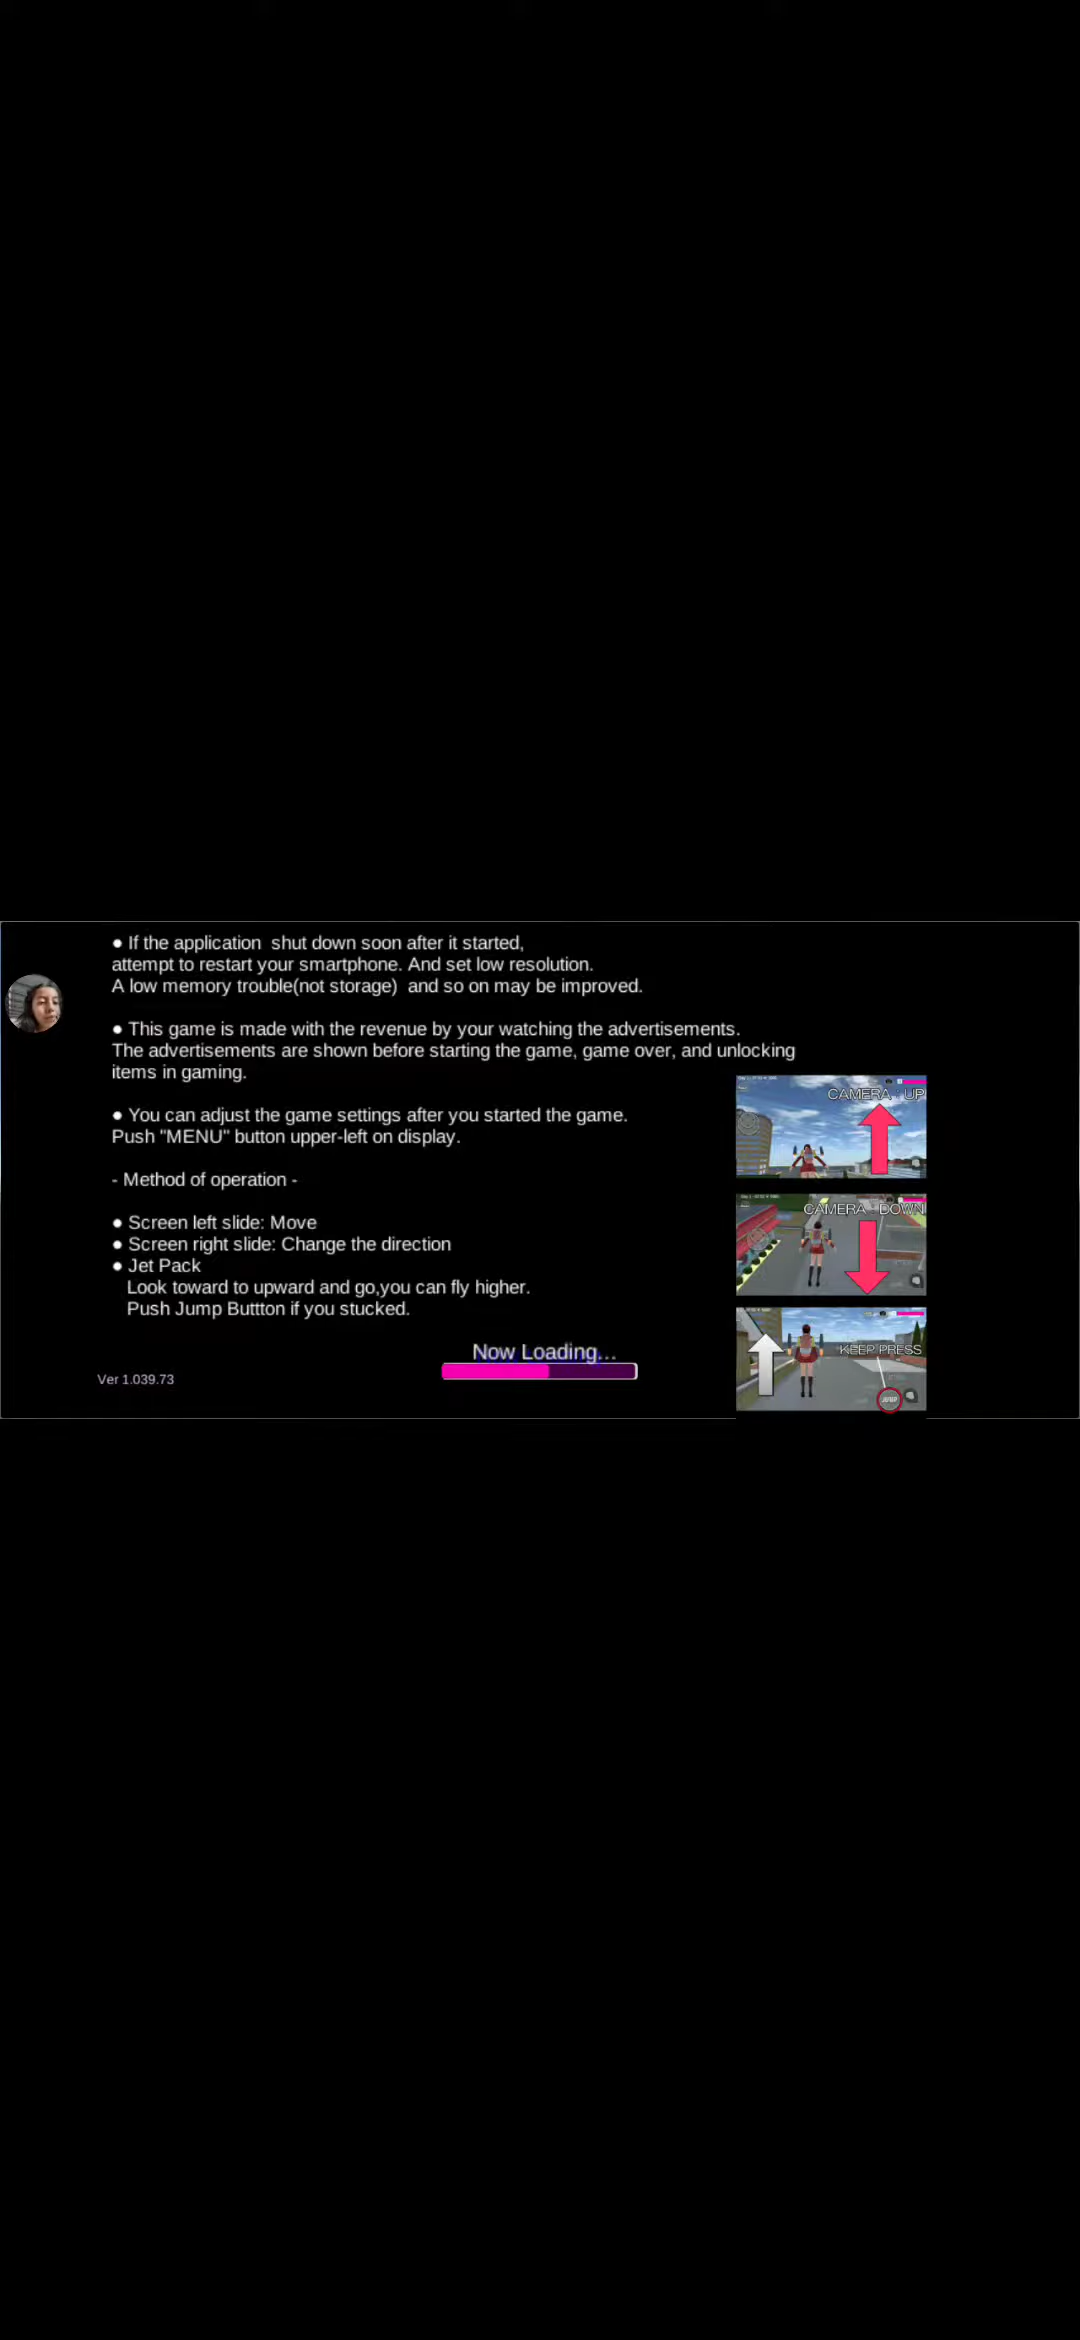 ● If the application  shut down soon after it started,
attempt to restart your smartphone. And set low resolution.
A low memory trouble(not storage)  and so on may be improved.
● This game is made with the revenue by your watching the advertisements.
The advertisements are shown before starting the game, game over, and unlocking
items in gaming.
● You can adjust the game settings after you started the game.
Push "MENU" button upper-left on display.
- Method of operation -
● Screen left slide: Move
● Screen right slide: Change the direction
● Jet Pack
Look toward to upward and go,you can fly higher.
Push Jump Buttton if you stucked.
CAMERA : UP
CAMERA : DOWN
KEEP PRESS
JUMP
Now Loading...
Ver 1.039.73